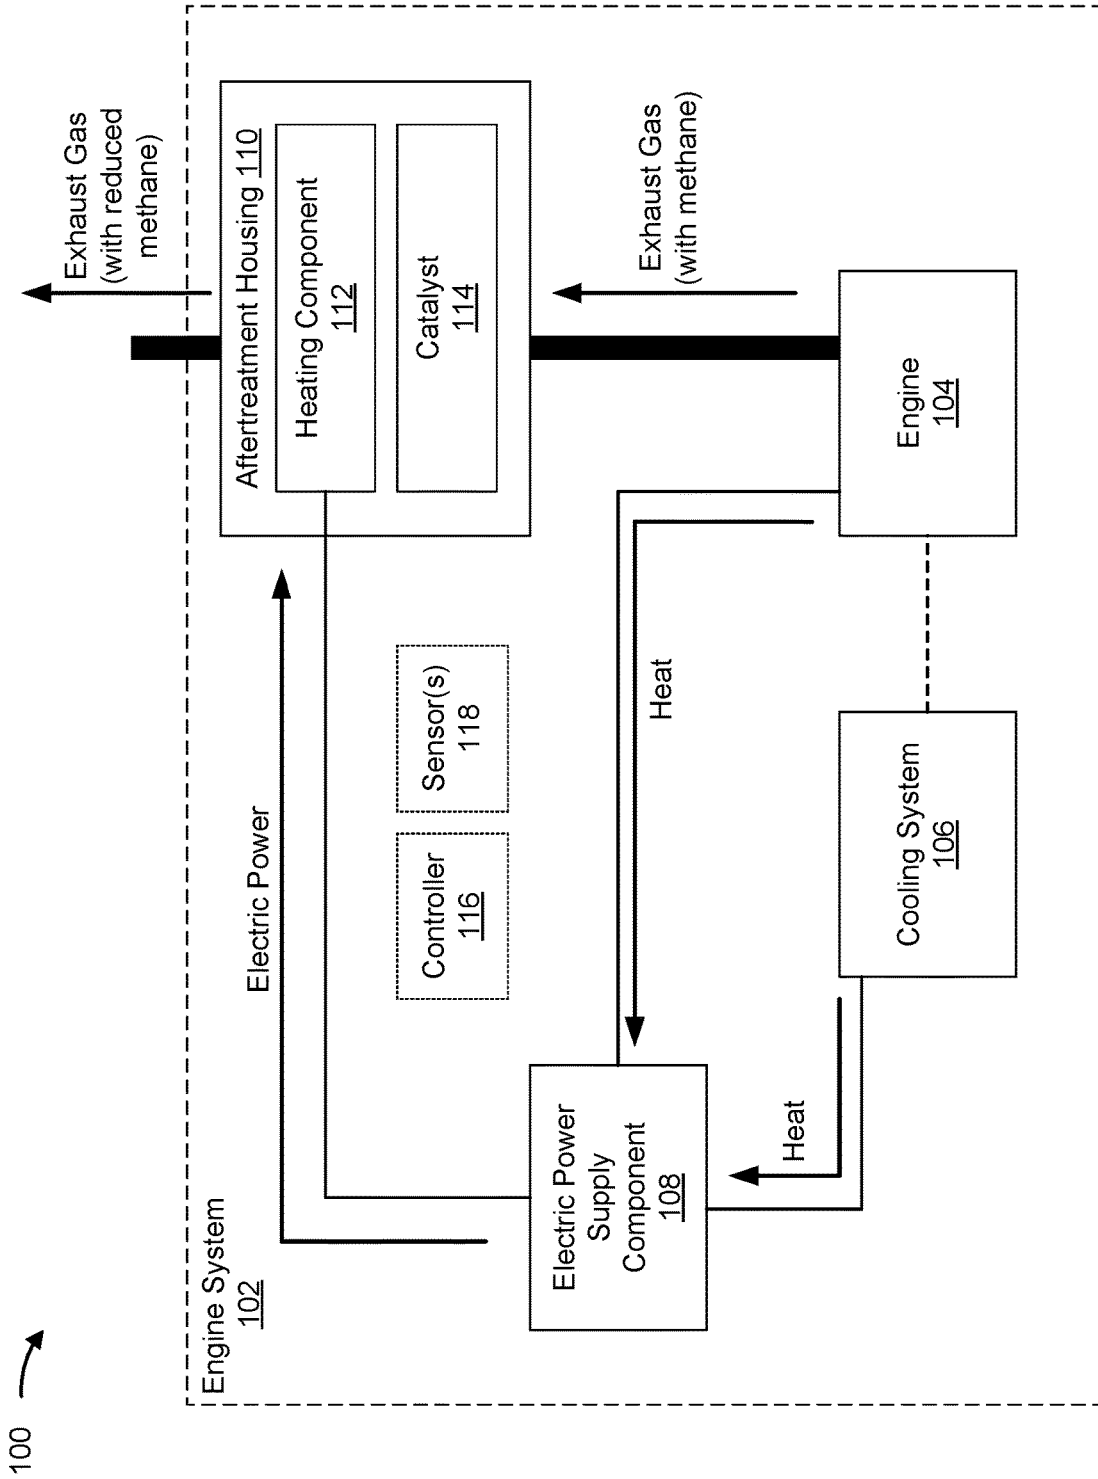 100
Engine System
102
Electric Power
Exhaust Gas
(with reduced
methane)
Aftertreatment Housing 110
Heating Component
112
Catalyst
114
Controller
116
Sensor(s)
118
Exhaust Gas
(with methane)
Electric Power
Supply
Component
108
Heat
Heat
Cooling System
106
Engine
104